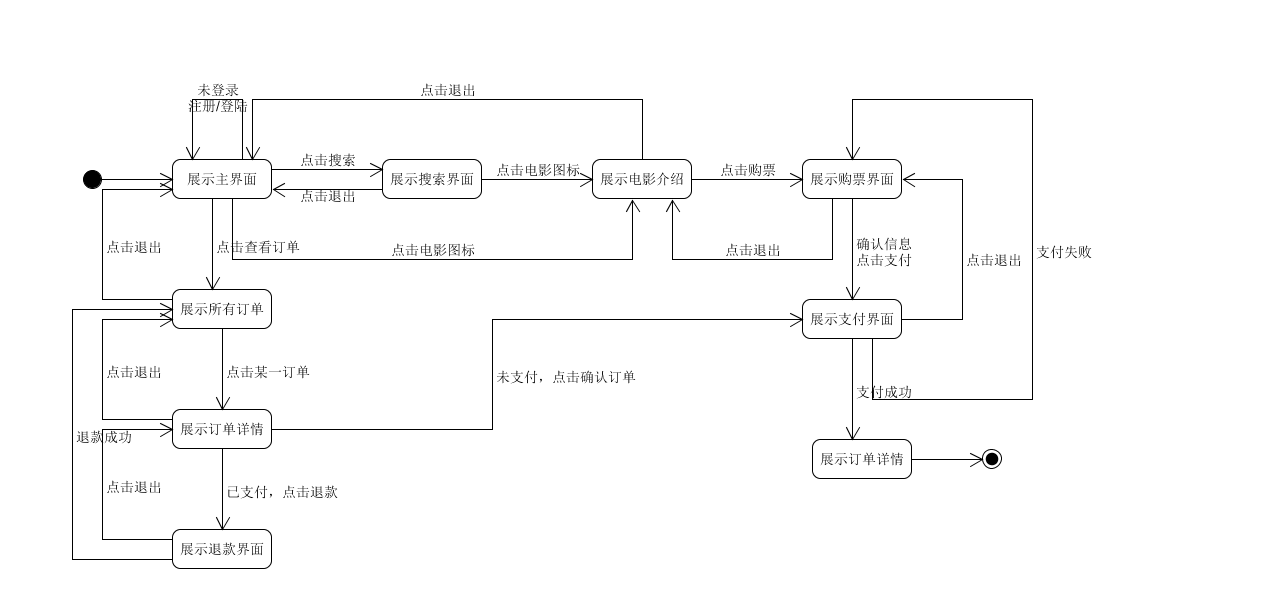 未登录
注册/登陆
点击退出
点击搜索
点击电影图标
点击购票
展示主界面
展示搜索界面
展示电影介绍
展示购票界面
点击退出
点击退出
点击查看订单
点击电影图标
点击退出
确认信息
点击支付
点击退出
支付失败
展示所有订单
展示支付界面
点击退出
点击某一订单
未支付，点击确认订单
支付成功
展示订单详情
退款成功
展示订单详情
点击退出
已支付，点击退款
展示退款界面